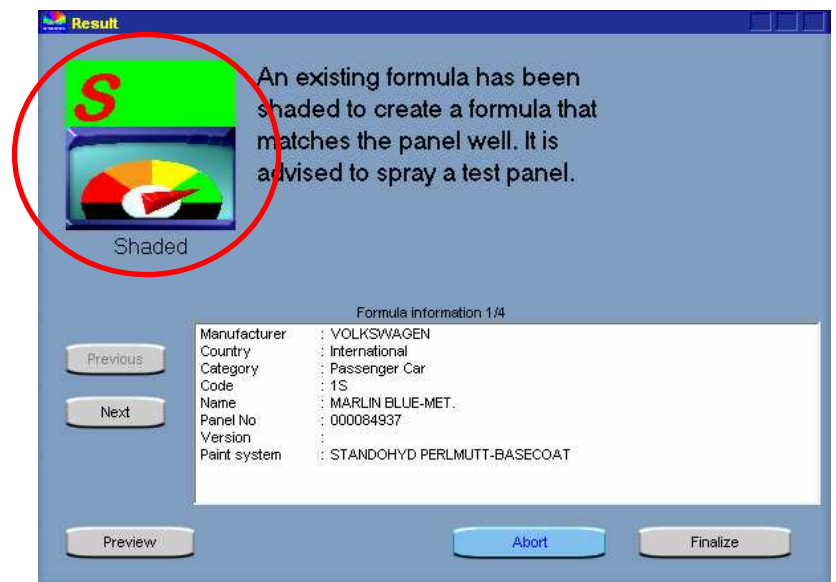 Result
S
An existing formula has been
shaded to create a formula that
matches the panel well. It is
advised to spray a test panel.
Shaded
Formula information 1/4
Manufacturer : VOLKSWAGEN
Country : International
Category : Passenger Car
Code : 1S
Name : MARLIN BLUE-MET.
Panel No : 000084937
Version :
Paint system : STANDOHYD PERLMUTT-BASECOAT
Previous
Next
Preview
Abort
Finalize